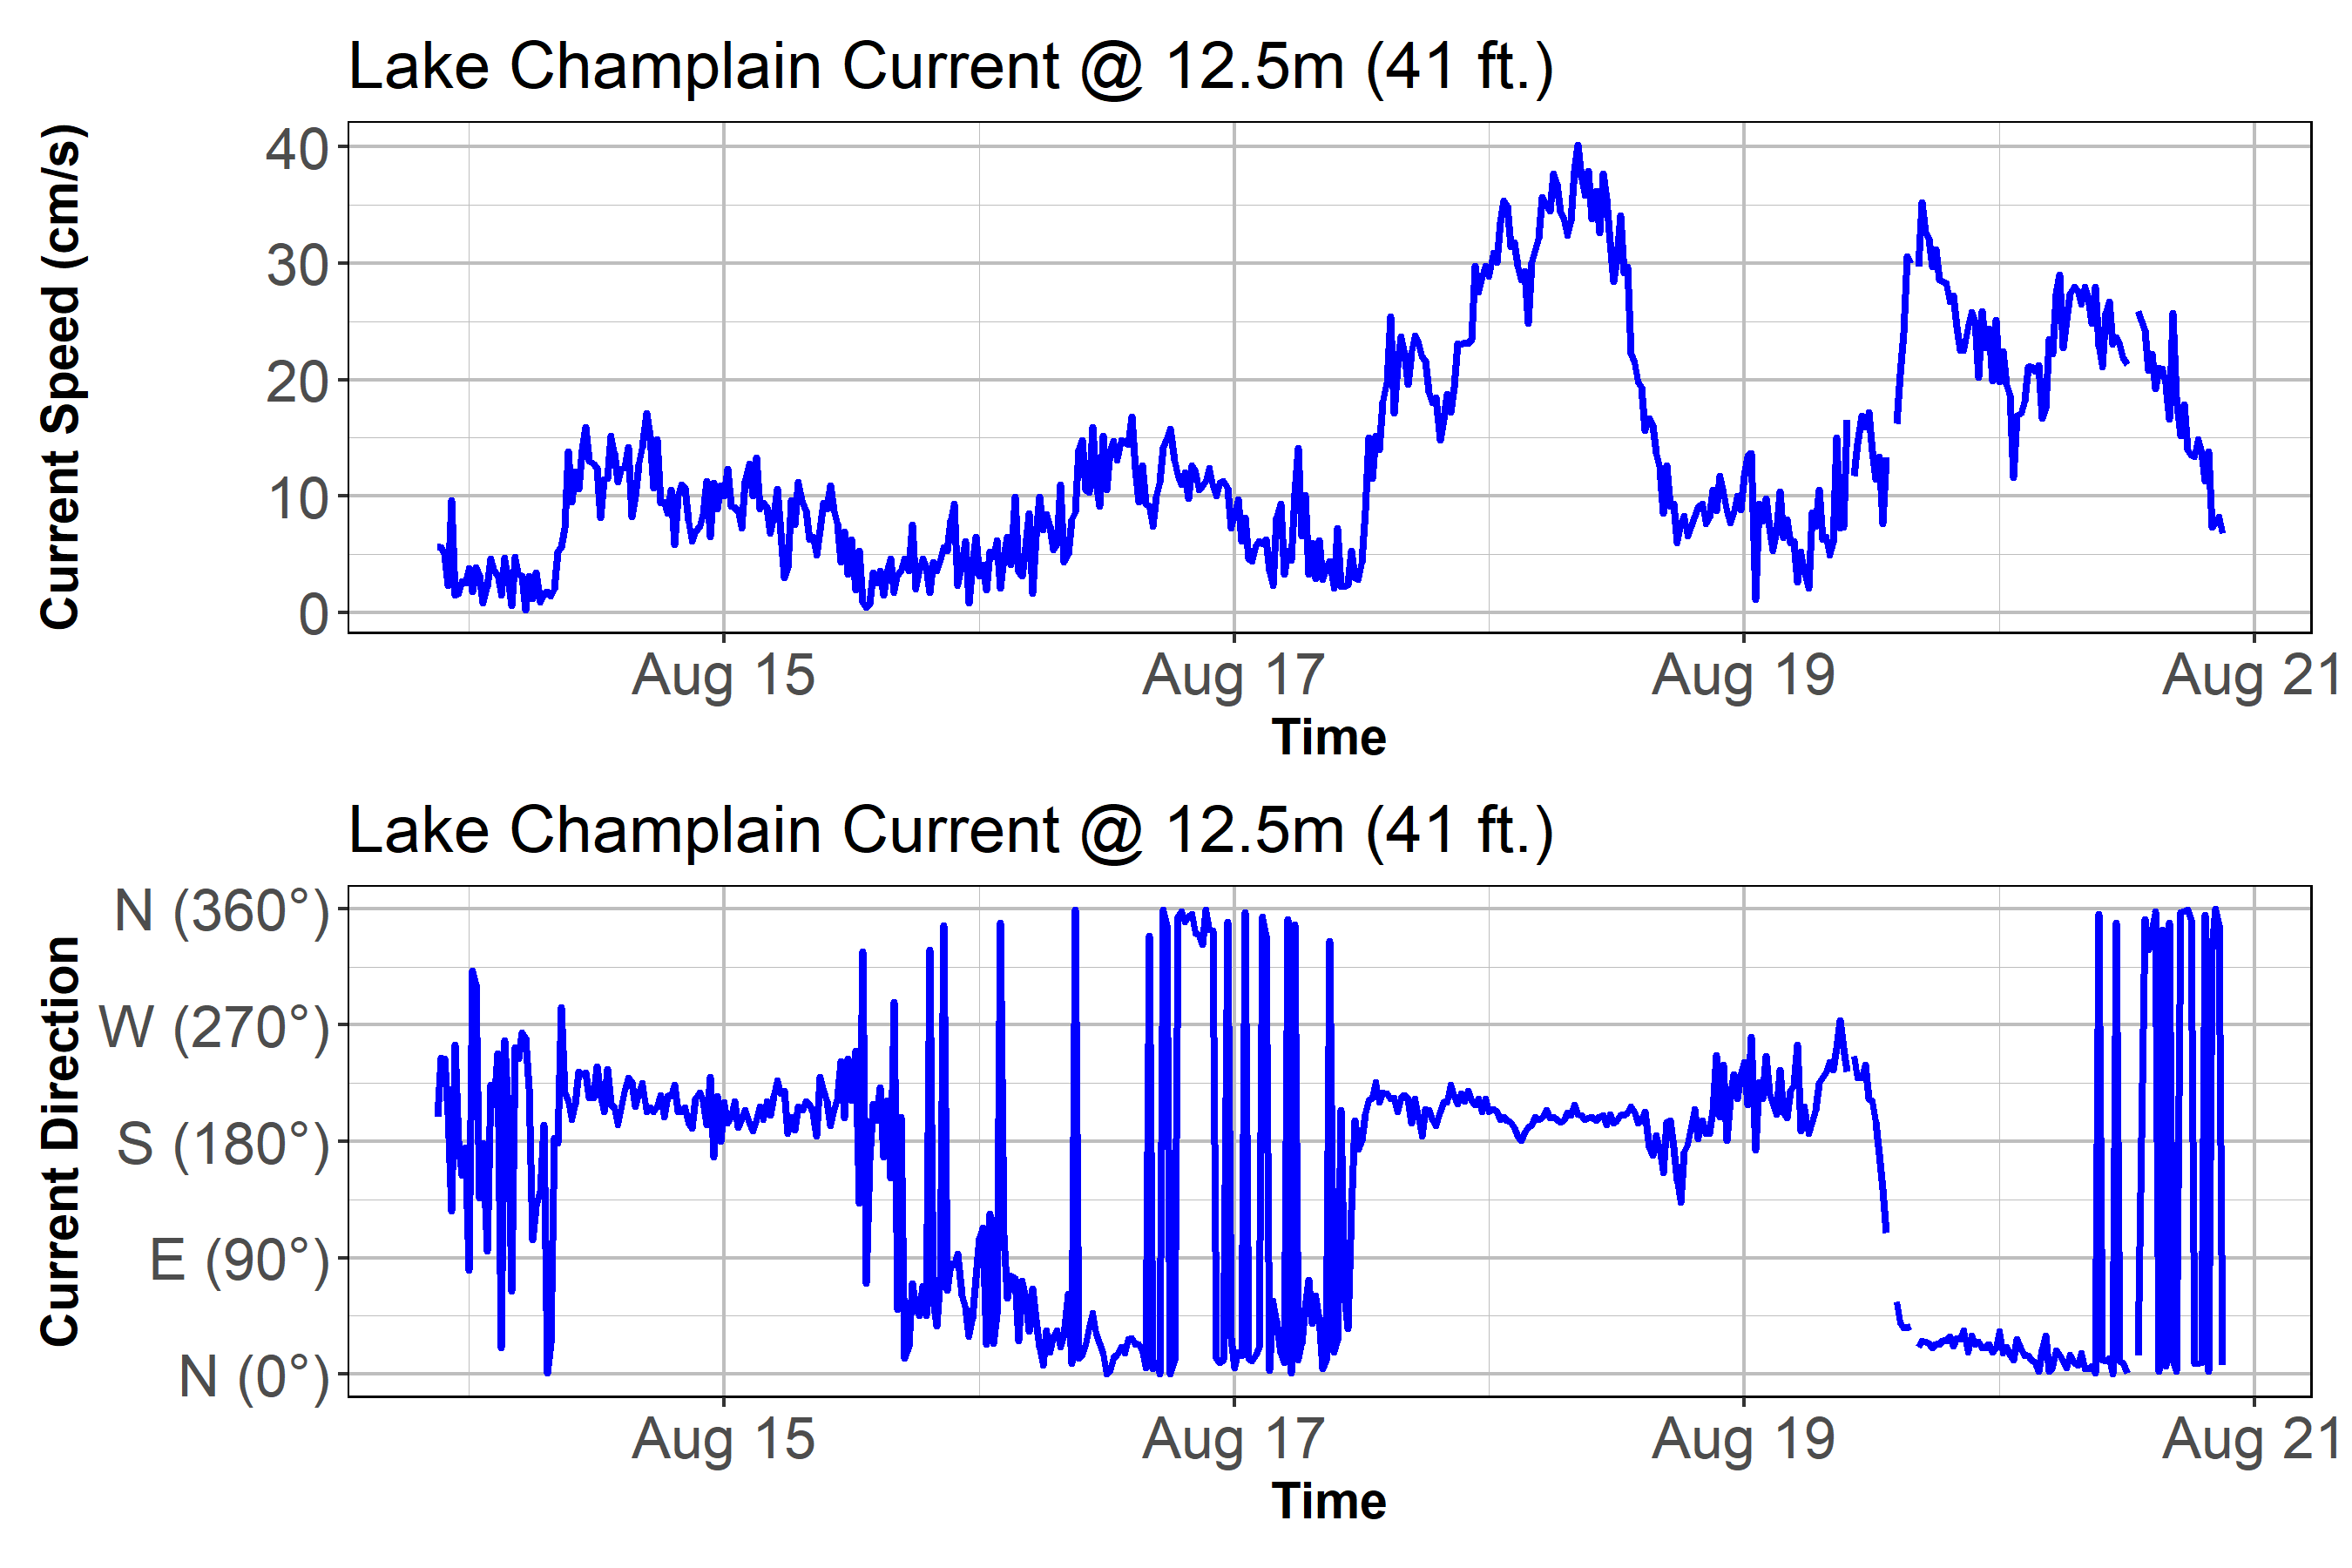 Lake Champlain Current @ 12.5m (41 ft.)
Current Speed (cm/s)
40
30
20
10
0
Aug 15 Aug 17 Aug 19 Aug 21
Time
Lake Champlain Current @ 12.5m (41 ft.)
Current Direction
N (360°)
W (270°)
S (180°)
E (90°)
N (0°)
Aug 15 Aug 17 Aug 19 Aug 21
Time